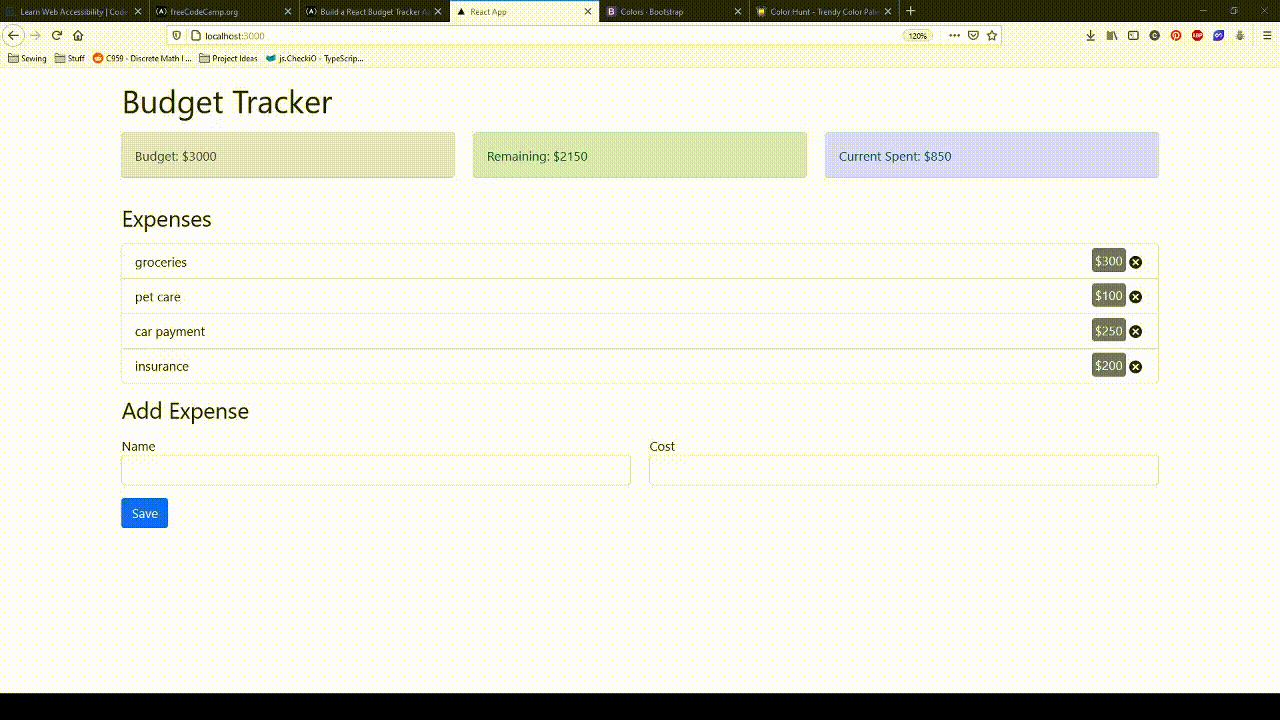 Learn Web Accessibility | Code
freeCodeCamp.org
Build a React Budget Tracker A
React App
Colors · Bootstrap
Color Hunt - Trendy Color Pale
localhost:3000
120%
Sewing
Stuff
C959 - Discrete Math I ...
Project Ideas
js.CheckiO - TypeScrip...
Budget Tracker
Budget: $3000
Remaining: $2150
Current Spent: $850
Expenses
groceries
$300
pet care
$100
car payment
$250
insurance
$200
Add Expense
Name
Cost
Save